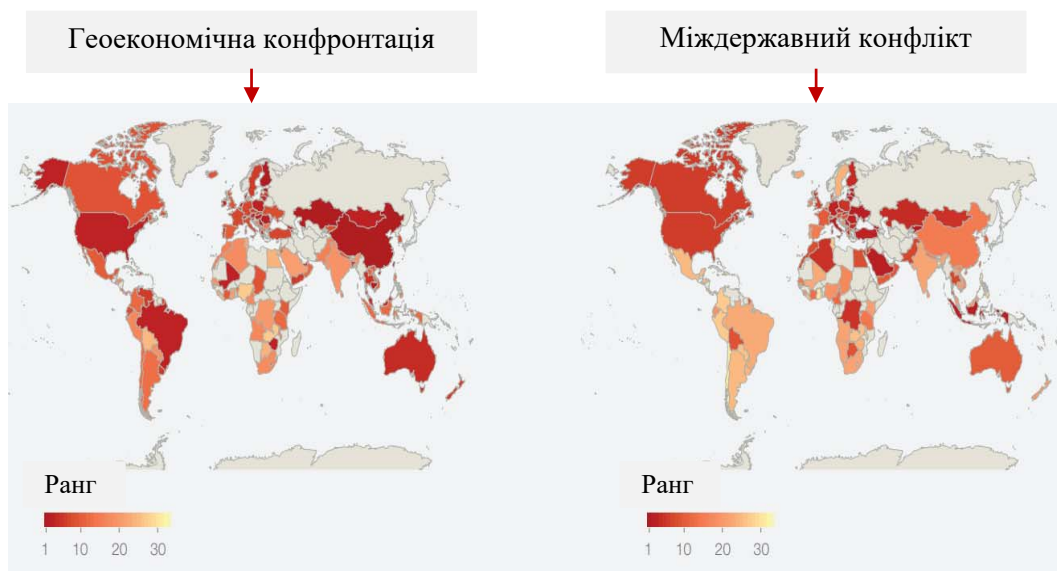 Геоекономічна конфронтація
Міждержавний конфлікт
Ранг
1 10 20 30
Ранг
1 10 20 30